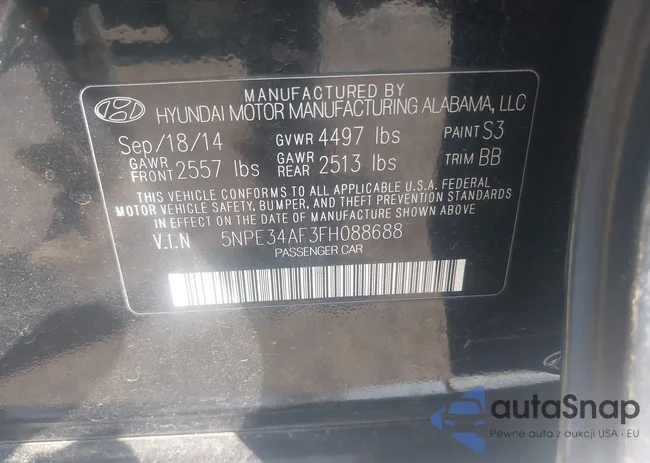 MANUFACTURED BY
HYUNDAI MOTOR MANUFACTURING ALABAMA, LLC
Sep/18/14 GVWR 4497 lbs PAINT S3
GAWR FRONT 2557 lbs GAWR REAR 2513 lbs TRIM BB
THIS VEHICLE CONFORMS TO ALL APPLICABLE U.S.A. FEDERAL
MOTOR VEHICLE SAFETY, BUMPER, AND THEFT PREVENTION STANDARDS
IN EFFECT ON THE DATE OF MANUFACTURE SHOWN ABOVE
V.I.N 5NPE34AF3FH088688
PASSENGER CAR
autaSnap
Pewne auta z aukcji USA i EU